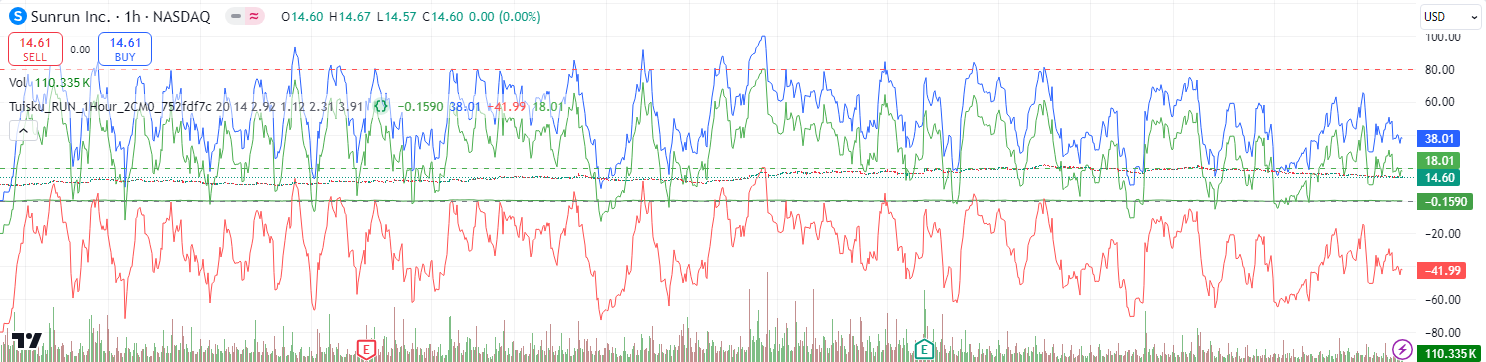 S Sunrun Inc. · 1h · NASDAQ O14.60 H14.67 L14.57 C14.60 0.00 (0.00%)
USD
14.61 0.00 14.61
SELL BUY
Vol 110.335 K
Tulsku_RUN_1Hour_2CM0_752fdf7c 20 14 2.92 1.12 2.31 3.91 −0.1590 38.01 −41.99 18.01
100.00
80.00
60.00
38.01
18.01
14.60
−0.1590
−20.00
−41.99
−60.00
−80.00
110.335K
E
E